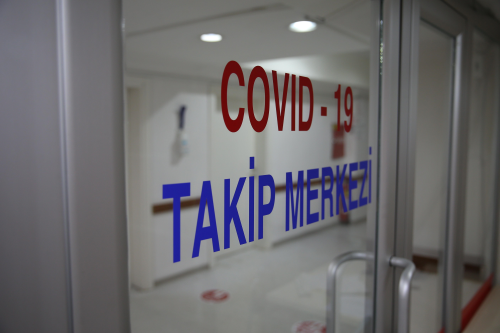 COVID - 19
TAKİP MERKEZİ